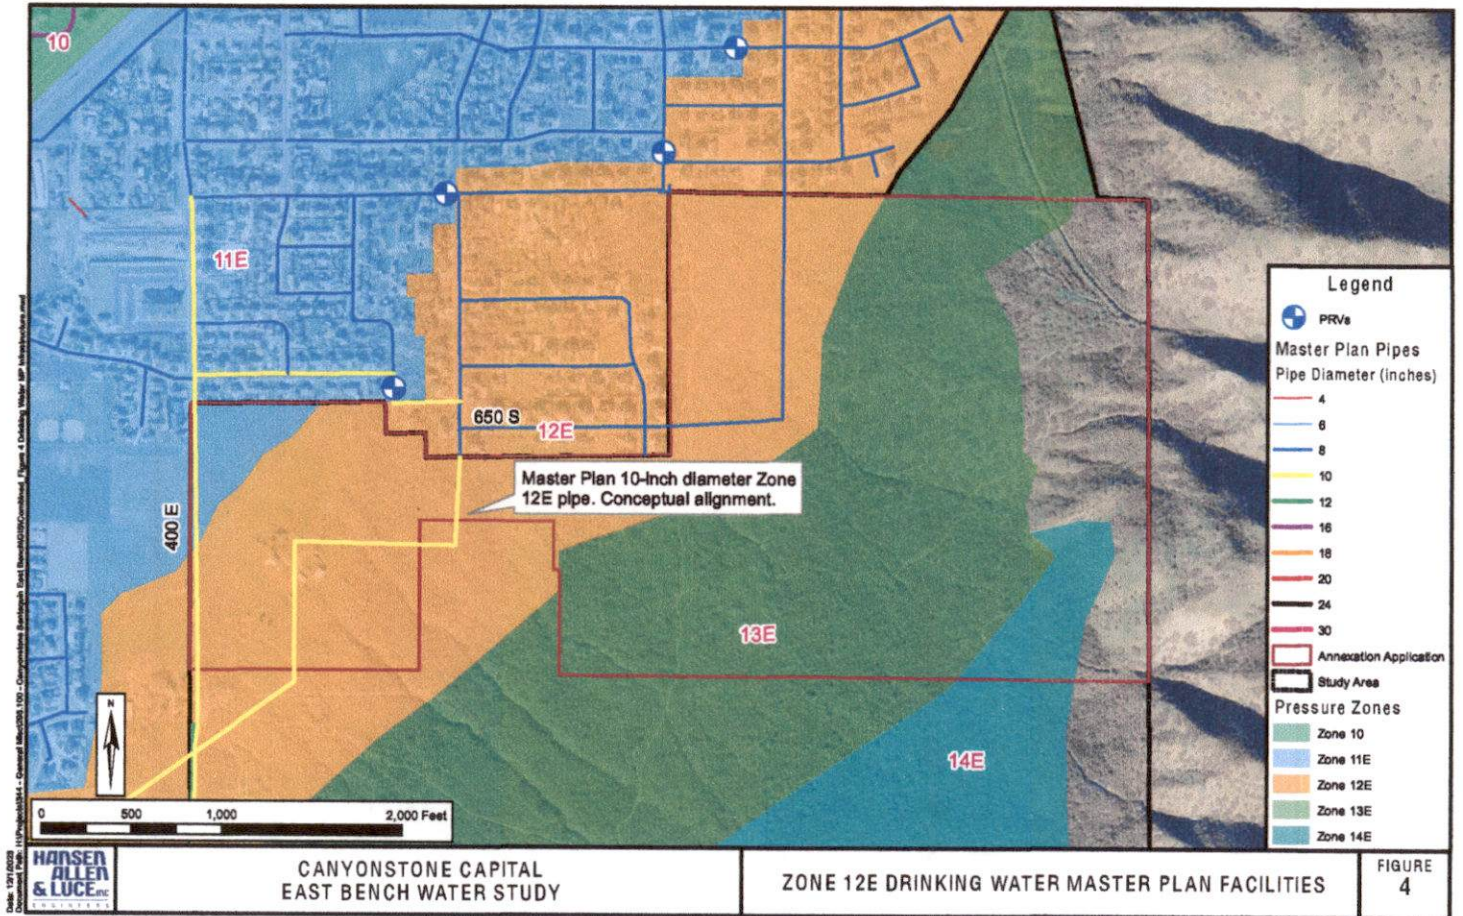 10
11E
650 S
12E
Master Plan 10-inch diameter Zone
12E pipe. Conceptual alignment.
400 E
13E
14E
N
0 500 1,000 2,000 Feet
Legend
PRVs
Master Plan Pipes
Pipe Diameter (inches)
4
6
8
10
12
16
18
20
24
30
Annexation Application
Study Area
Pressure Zones
Zone 10
Zone 11E
Zone 12E
Zone 13E
Zone 14E
HANSEN
ALLEN
& LUCE INC
ENGINEERS
CANYONSTONE CAPITAL
EAST BENCH WATER STUDY
ZONE 12E DRINKING WATER MASTER PLAN FACILITIES
FIGURE
4